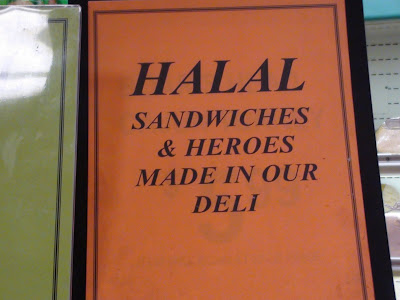 HALAL
SANDWICHES
& HEROES
MADE IN OUR
DELI